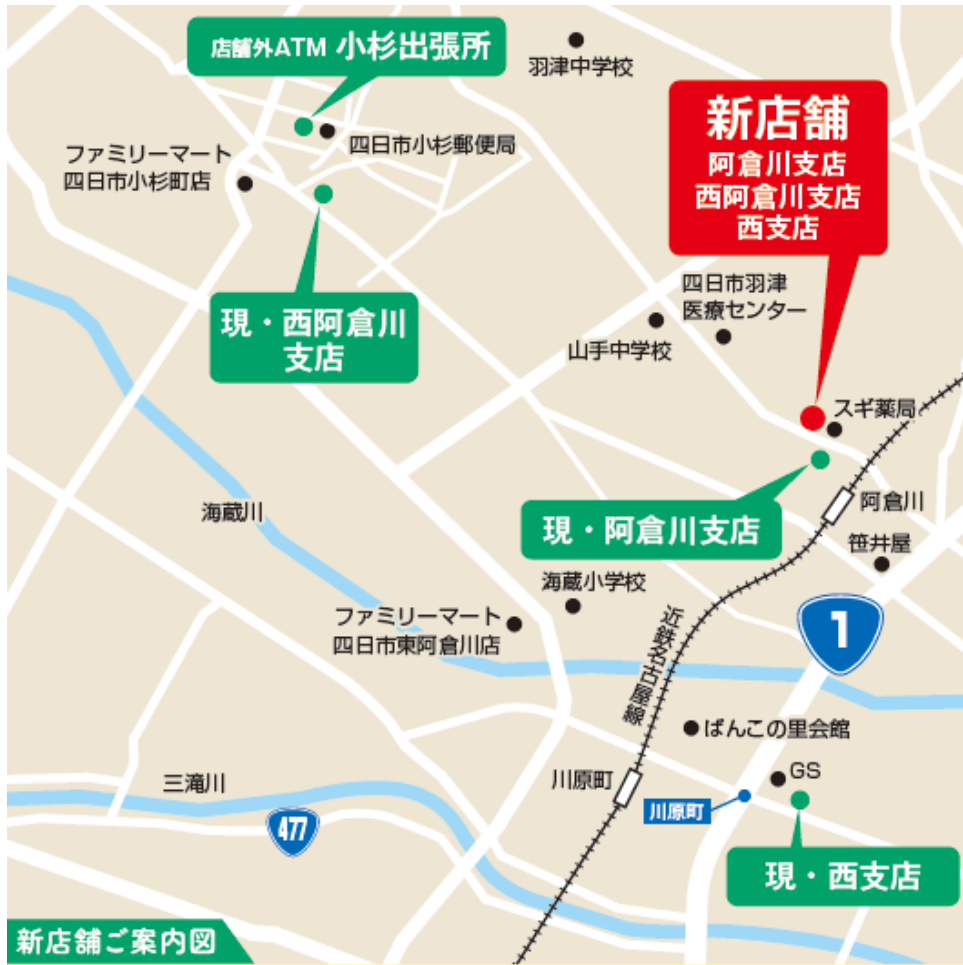 店舗外ATM 小杉出張所
羽津中学校
四日市小杉郵便局
ファミリーマート
四日市小杉町店
新店舗
阿倉川支店
西阿倉川支店
西支店
現・西阿倉川
支店
四日市羽津
医療センター
山手中学校
スギ薬局
現・阿倉川支店
阿倉川
海蔵川
笹井屋
海蔵小学校
ファミリーマート
四日市東阿倉川店
1
近鉄名古屋線
ばんこの里会館
川原町
GS
三滝川
477
川原町
現・西支店
新店舗ご案内図